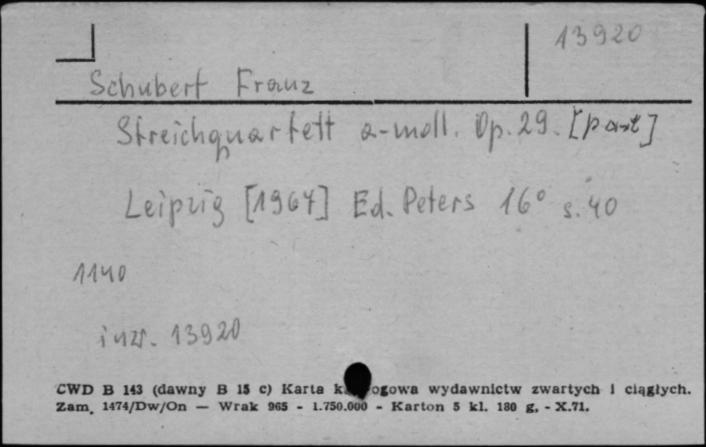 13920
Schubert Franz
Streichquartett a-moll. Op. 29. [part]
Leipzig [1967] Ed. Peters 16° s. 40
1140
inw. 13920
CWD B 143 (dawny B 15 c) Karta wydawnictw zwartych i ciągłych.
Zam. 1474/Dw/On — Wrak 965 - 1.750.000 - Karton 5 kl. 180 g. - X.71.